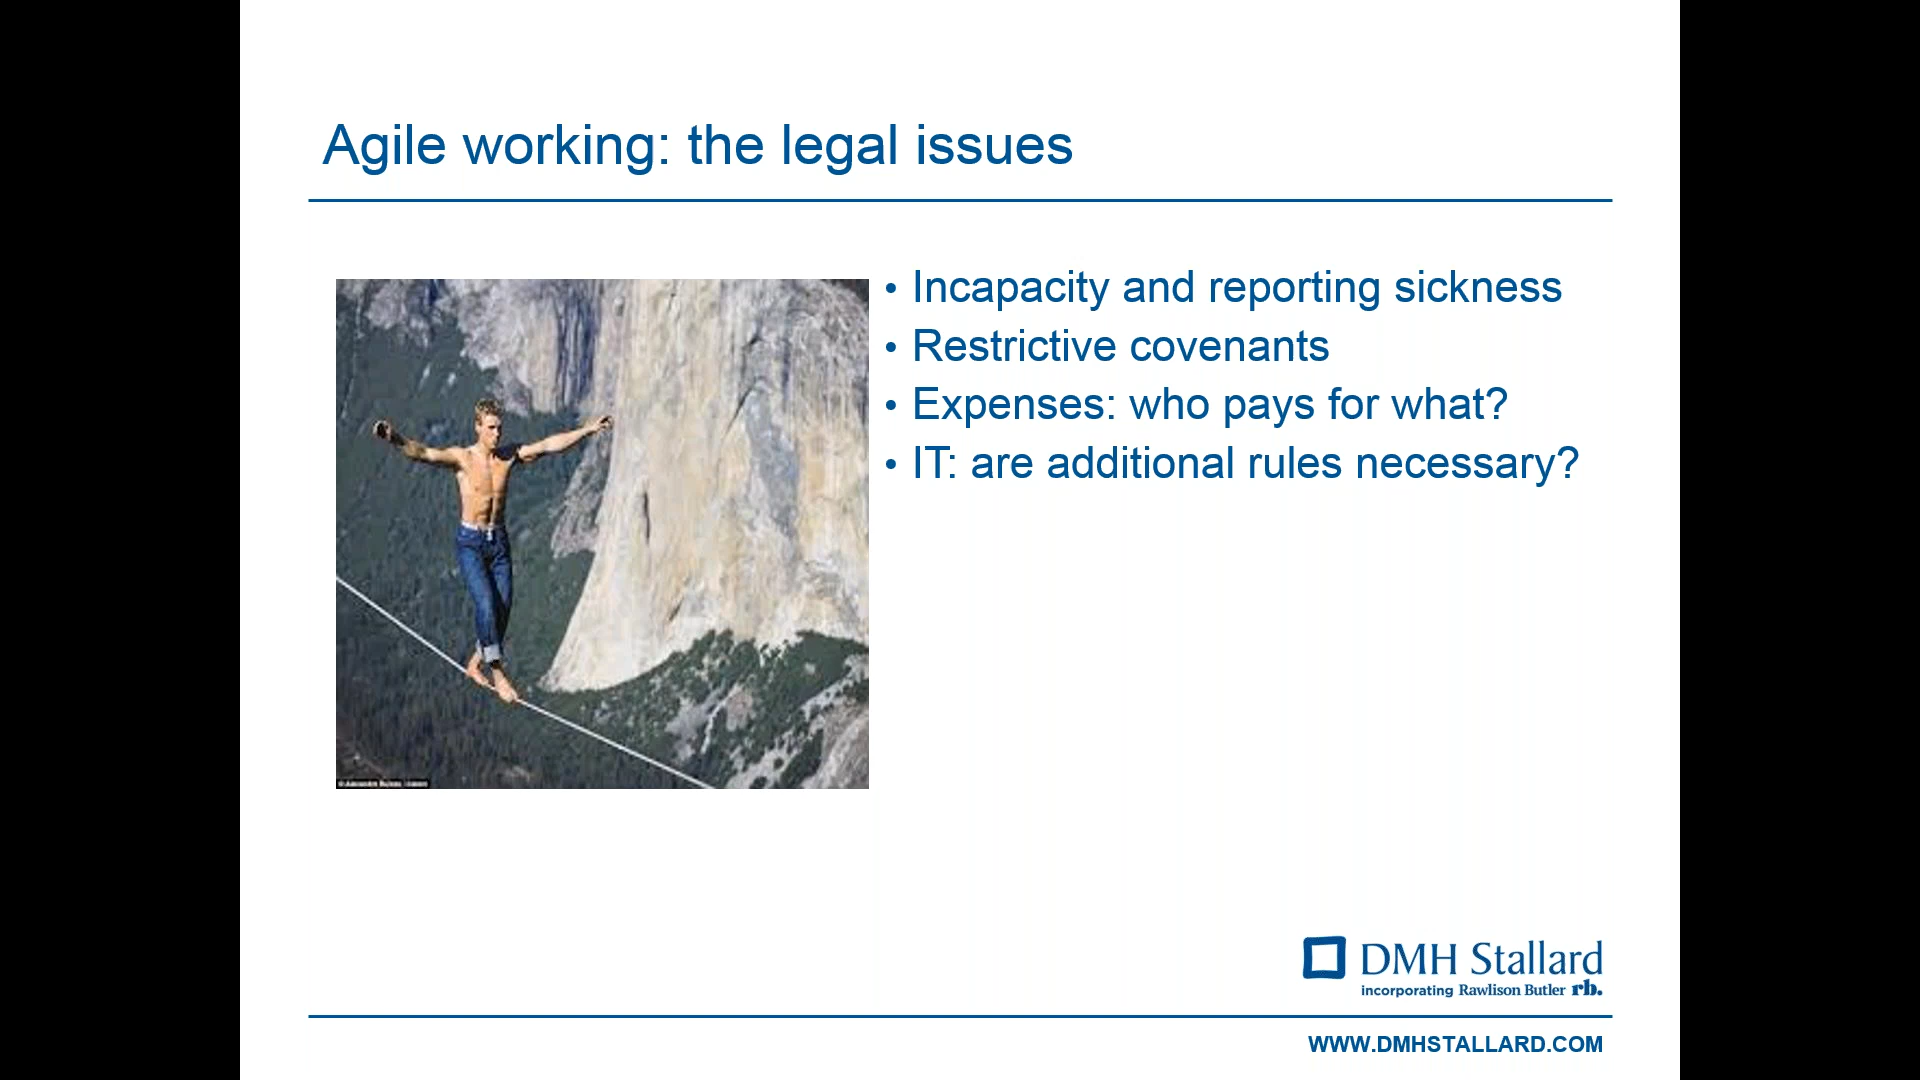 Agile working: the legal issues
• Incapacity and reporting sickness
• Restrictive covenants
• Expenses: who pays for what?
• IT: are additional rules necessary?
DMH Stallard
incorporating Rawlison Butler rb.
WWW.DMHSTALLARD.COM